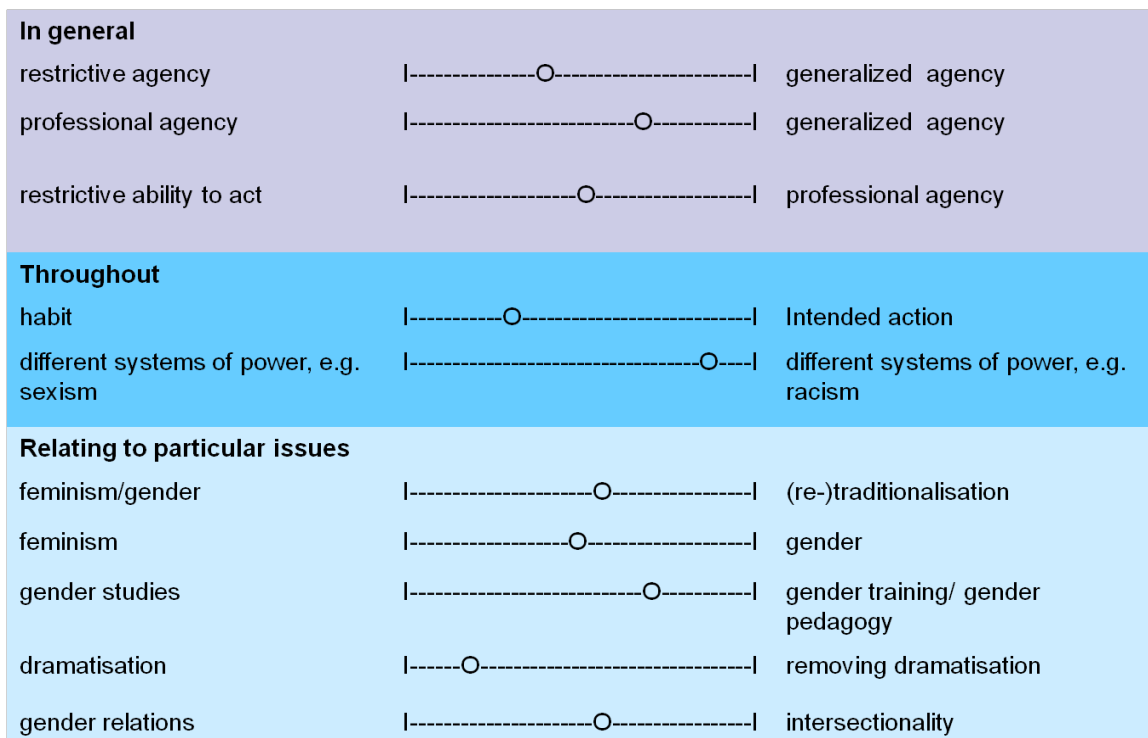 In general
restrictive agency |---------------O-----------------------| generalized  agency
professional agency |--------------------------O------------| generalized  agency
restrictive ability to act |--------------------O-------------------| professional agency
Throughout
habit |-----------O---------------------------| Intended action
different systems of power, e.g. |----------------------------------O----| different systems of power, e.g.
sexism racism
Relating to particular issues
feminism/gender |---------------------O-----------------| (re-)traditionalisation
feminism |-------------------O-------------------| gender
gender studies |---------------------------O-----------| gender training/ gender
pedagogy
dramatisation |------O--------------------------------| removing dramatisation
gender relations |---------------------O-----------------| intersectionality